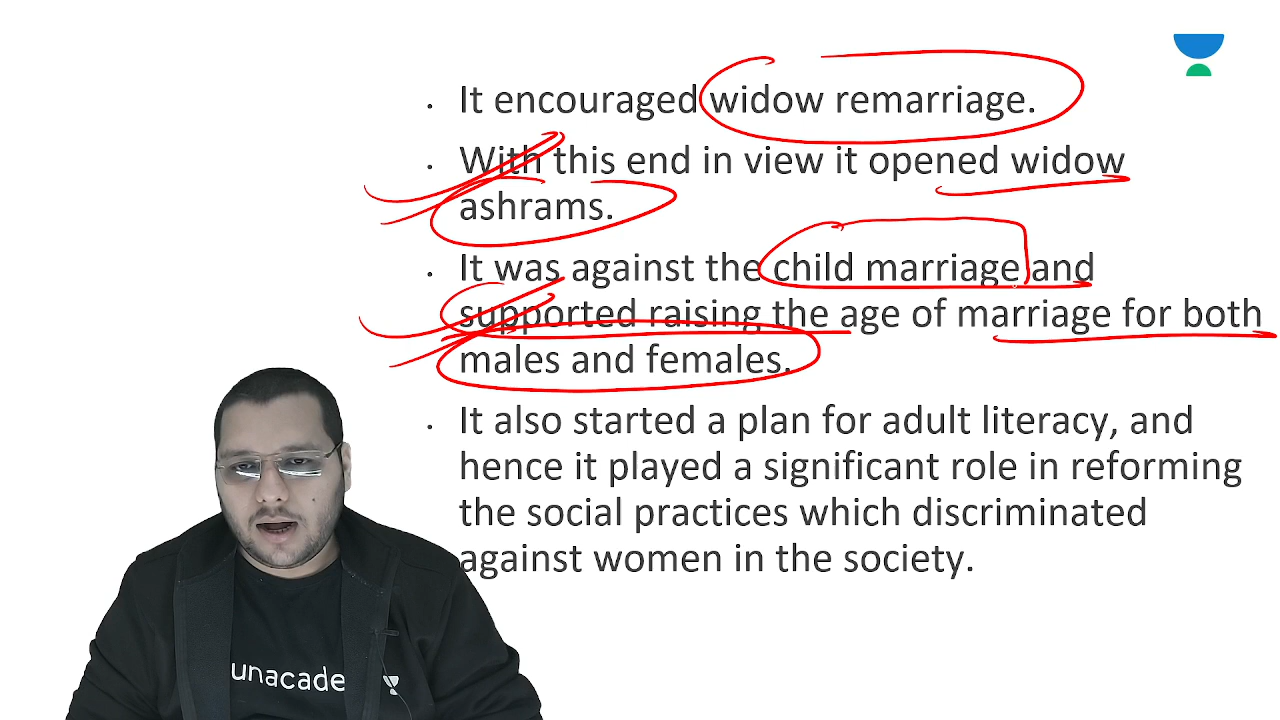 . It encouraged widow remarriage.
. With this end in view it opened widow
ashrams.
. It was against the child marriage and
supported raising the age of marriage for both
males and females.
. It also started a plan for adult literacy, and
hence it played a significant role in reforming
the social practices which discriminated
against women in the society.
unacade